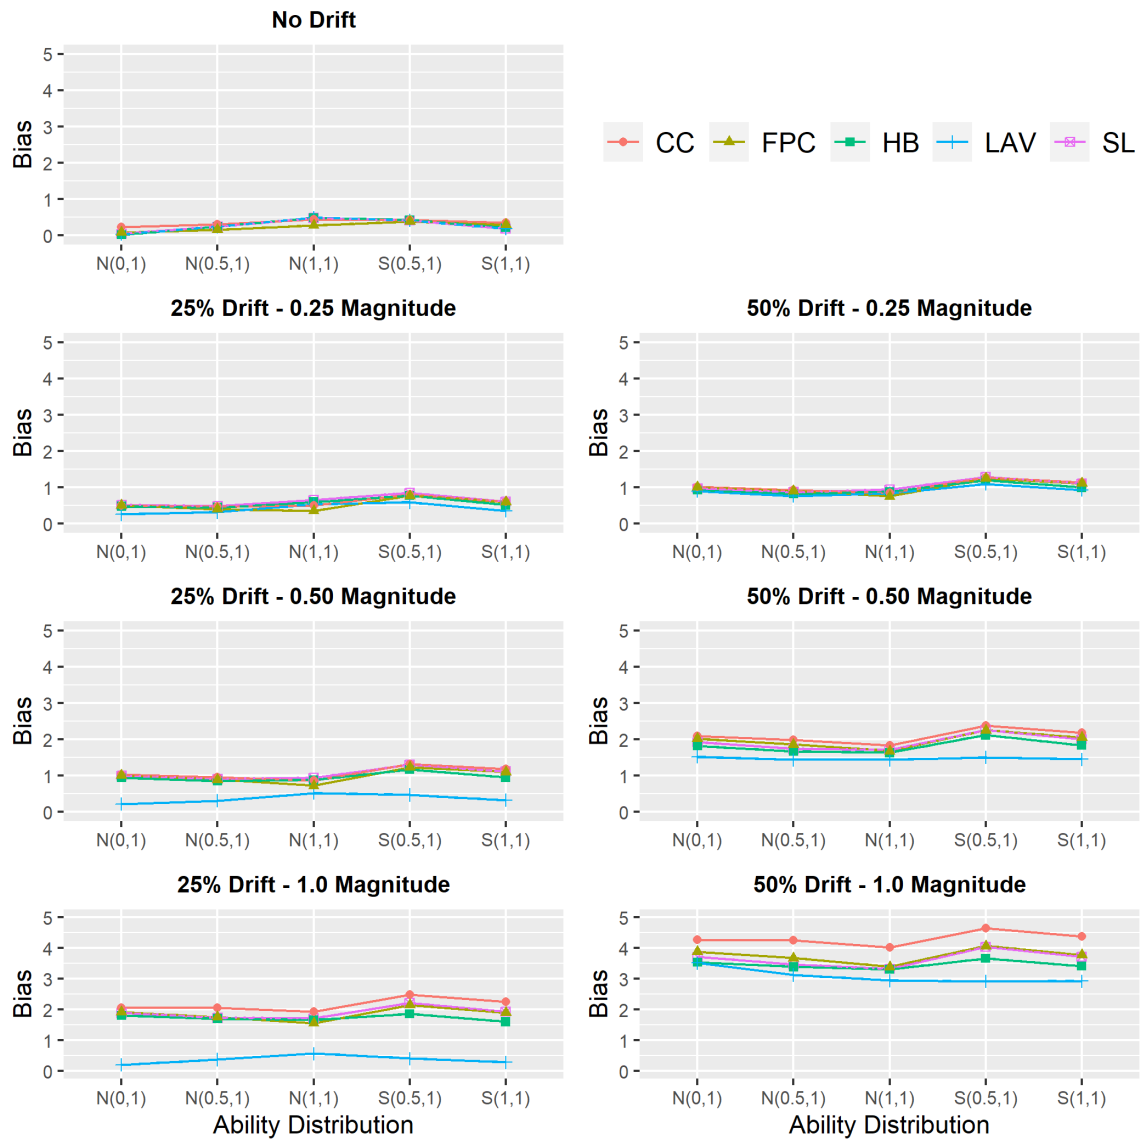 No Drift
5
4
3
2
1
0
Bias
N(0,1) N(0.5,1) N(1,1) S(0.5,1) S(1,1)
CC FPC HB LAV SL
25% Drift - 0.25 Magnitude
5
4
3
2
1
0
Bias
N(0,1) N(0.5,1) N(1,1) S(0.5,1) S(1,1)
50% Drift - 0.25 Magnitude
5
4
3
2
1
0
Bias
N(0,1) N(0.5,1) N(1,1) S(0.5,1) S(1,1)
25% Drift - 0.50 Magnitude
5
4
3
2
1
0
Bias
N(0,1) N(0.5,1) N(1,1) S(0.5,1) S(1,1)
50% Drift - 0.50 Magnitude
5
4
3
2
1
0
Bias
N(0,1) N(0.5,1) N(1,1) S(0.5,1) S(1,1)
25% Drift - 1.0 Magnitude
5
4
3
2
1
0
Bias
N(0,1) N(0.5,1) N(1,1) S(0.5,1) S(1,1)
Ability Distribution
50% Drift - 1.0 Magnitude
5
4
3
2
1
0
Bias
N(0,1) N(0.5,1) N(1,1) S(0.5,1) S(1,1)
Ability Distribution